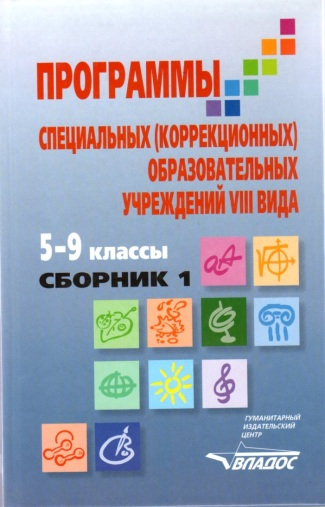 ПРОГРАММЫ
СПЕЦИАЛЬНЫХ (КОРРЕКЦИОННЫХ)
ОБРАЗОВАТЕЛЬНЫХ
УЧРЕЖДЕНИЙ VIII ВИДА
5–9 классы
СБОРНИК 1
ГУМАНИТАРНЫЙ
ИЗДАТЕЛЬСКИЙ
ЦЕНТР
ВЛАДОС